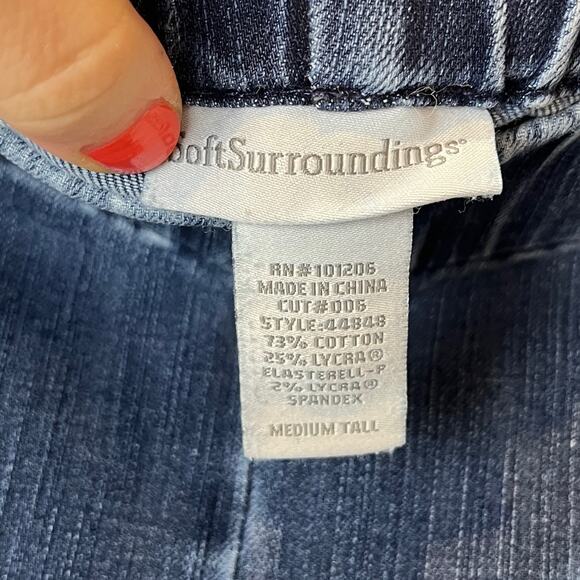 SoftSurroundings®
RN#101206
MADE IN CHINA
CUT#006
STYLE:44848
73% COTTON
25% LYCRA®
ELASTERELL-P
2% LYCRA®
SPANDEX
MEDIUM TALL